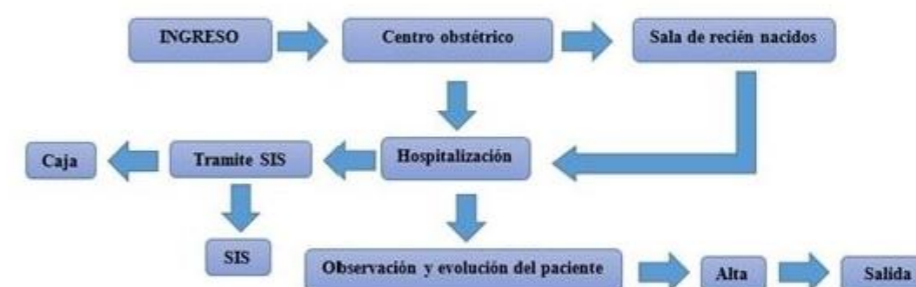 INGRESO
Centro obstétrico
Sala de recién nacidos
Caja
Tramite SIS
Hospitalización
SIS
Observación y evolución del paciente
Alta
Salida